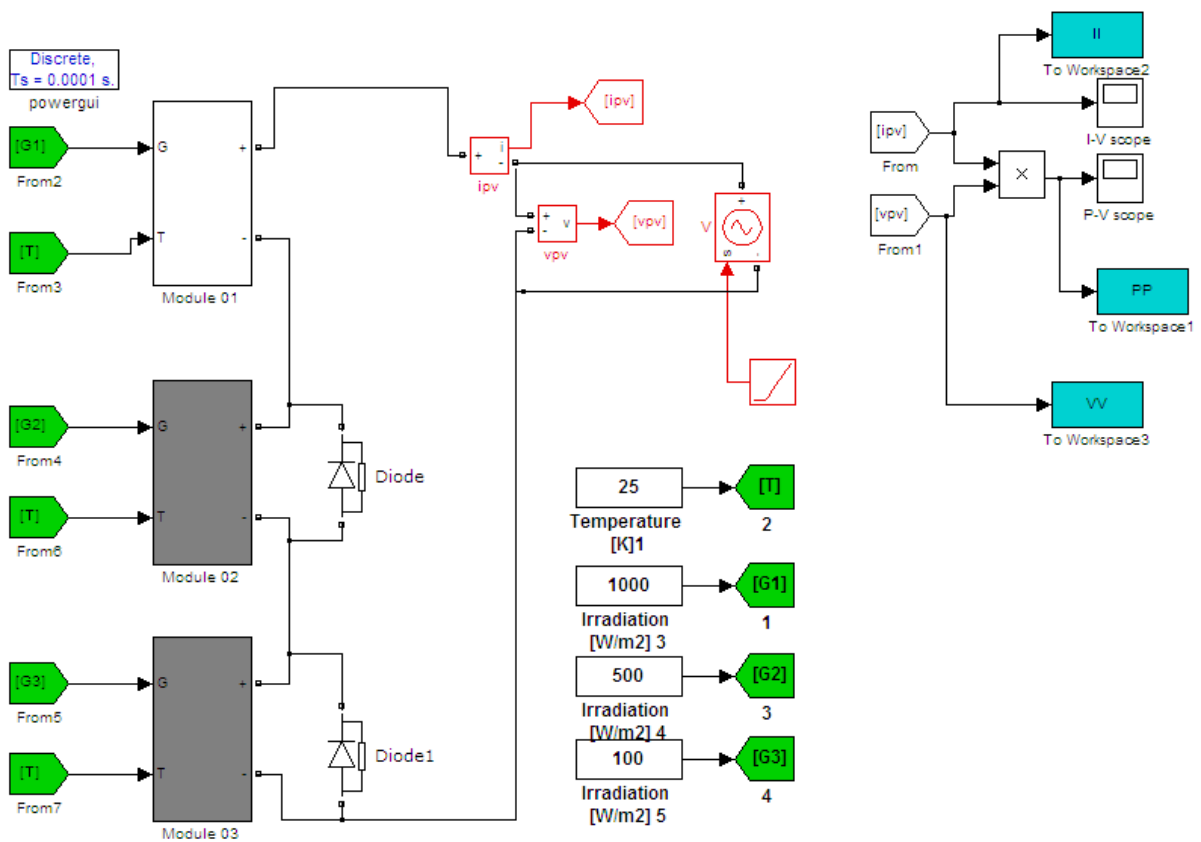 Discrete,
Ts = 0.0001 s.
powergui
[G1]
From2
[T]
From3
G
+
T
-
Module 01
+
i
-
ipv
[ipv]
+
-
v
vpv
[vpv]
V
+
s
-
[G2]
From4
[T]
From6
G
+
T
-
Module 02
Diode
[G3]
From5
[T]
From7
G
+
T
-
Module 03
Diode1
25
Temperature
[K]1
[T]
2
1000
Irradiation
[W/m2] 3
[G1]
1
500
Irradiation
[W/m2] 4
[G2]
3
100
Irradiation
[W/m2] 5
[G3]
4
[ipv]
From
[vpv]
From1
×
II
To Workspace2
I-V scope
P-V scope
PP
To Workspace1
VV
To Workspace3